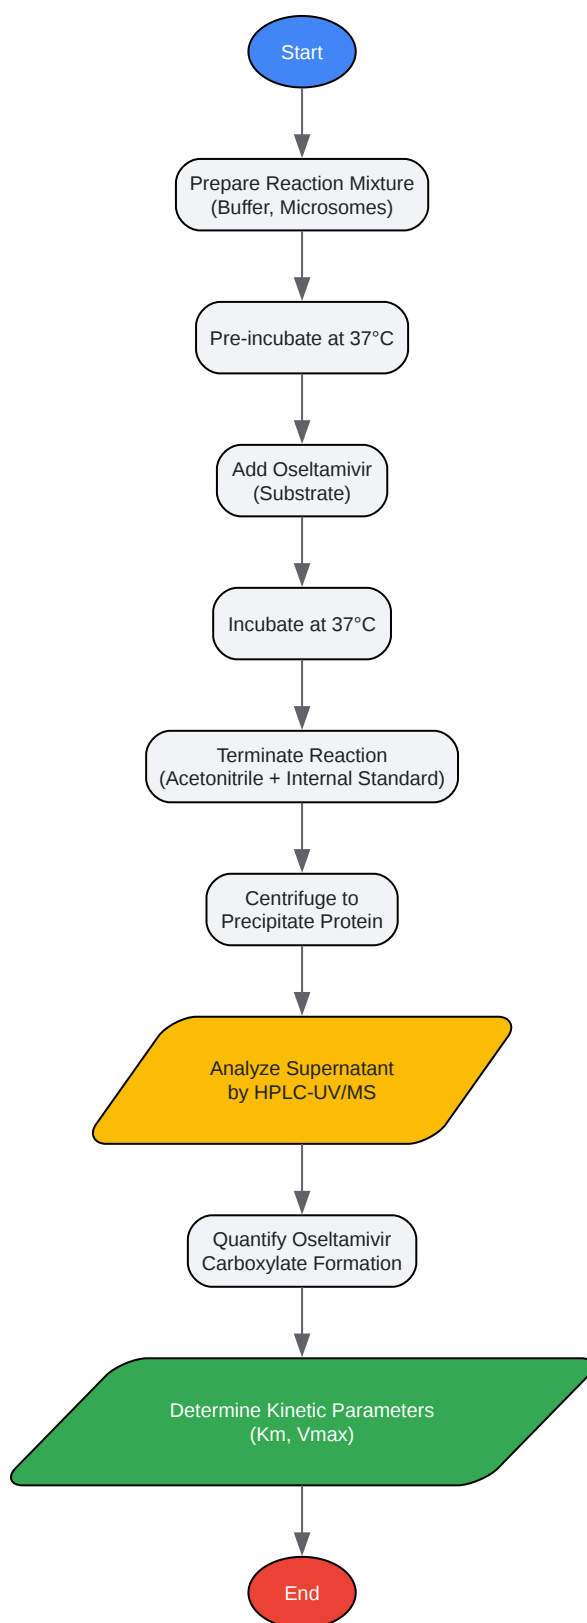 Start
Prepare Reaction Mixture
(Buffer, Microsomes)
Pre-incubate at 37°C
Add Oseltamivir
(Substrate)
Incubate at 37°C
Terminate Reaction
(Acetonitrile + Internal Standard)
Centrifuge to
Precipitate Protein
Analyze Supernatant
by HPLC-UV/MS
Quantify Oseltamivir
Carboxylate Formation
Determine Kinetic Parameters
(Km, Vmax)
End